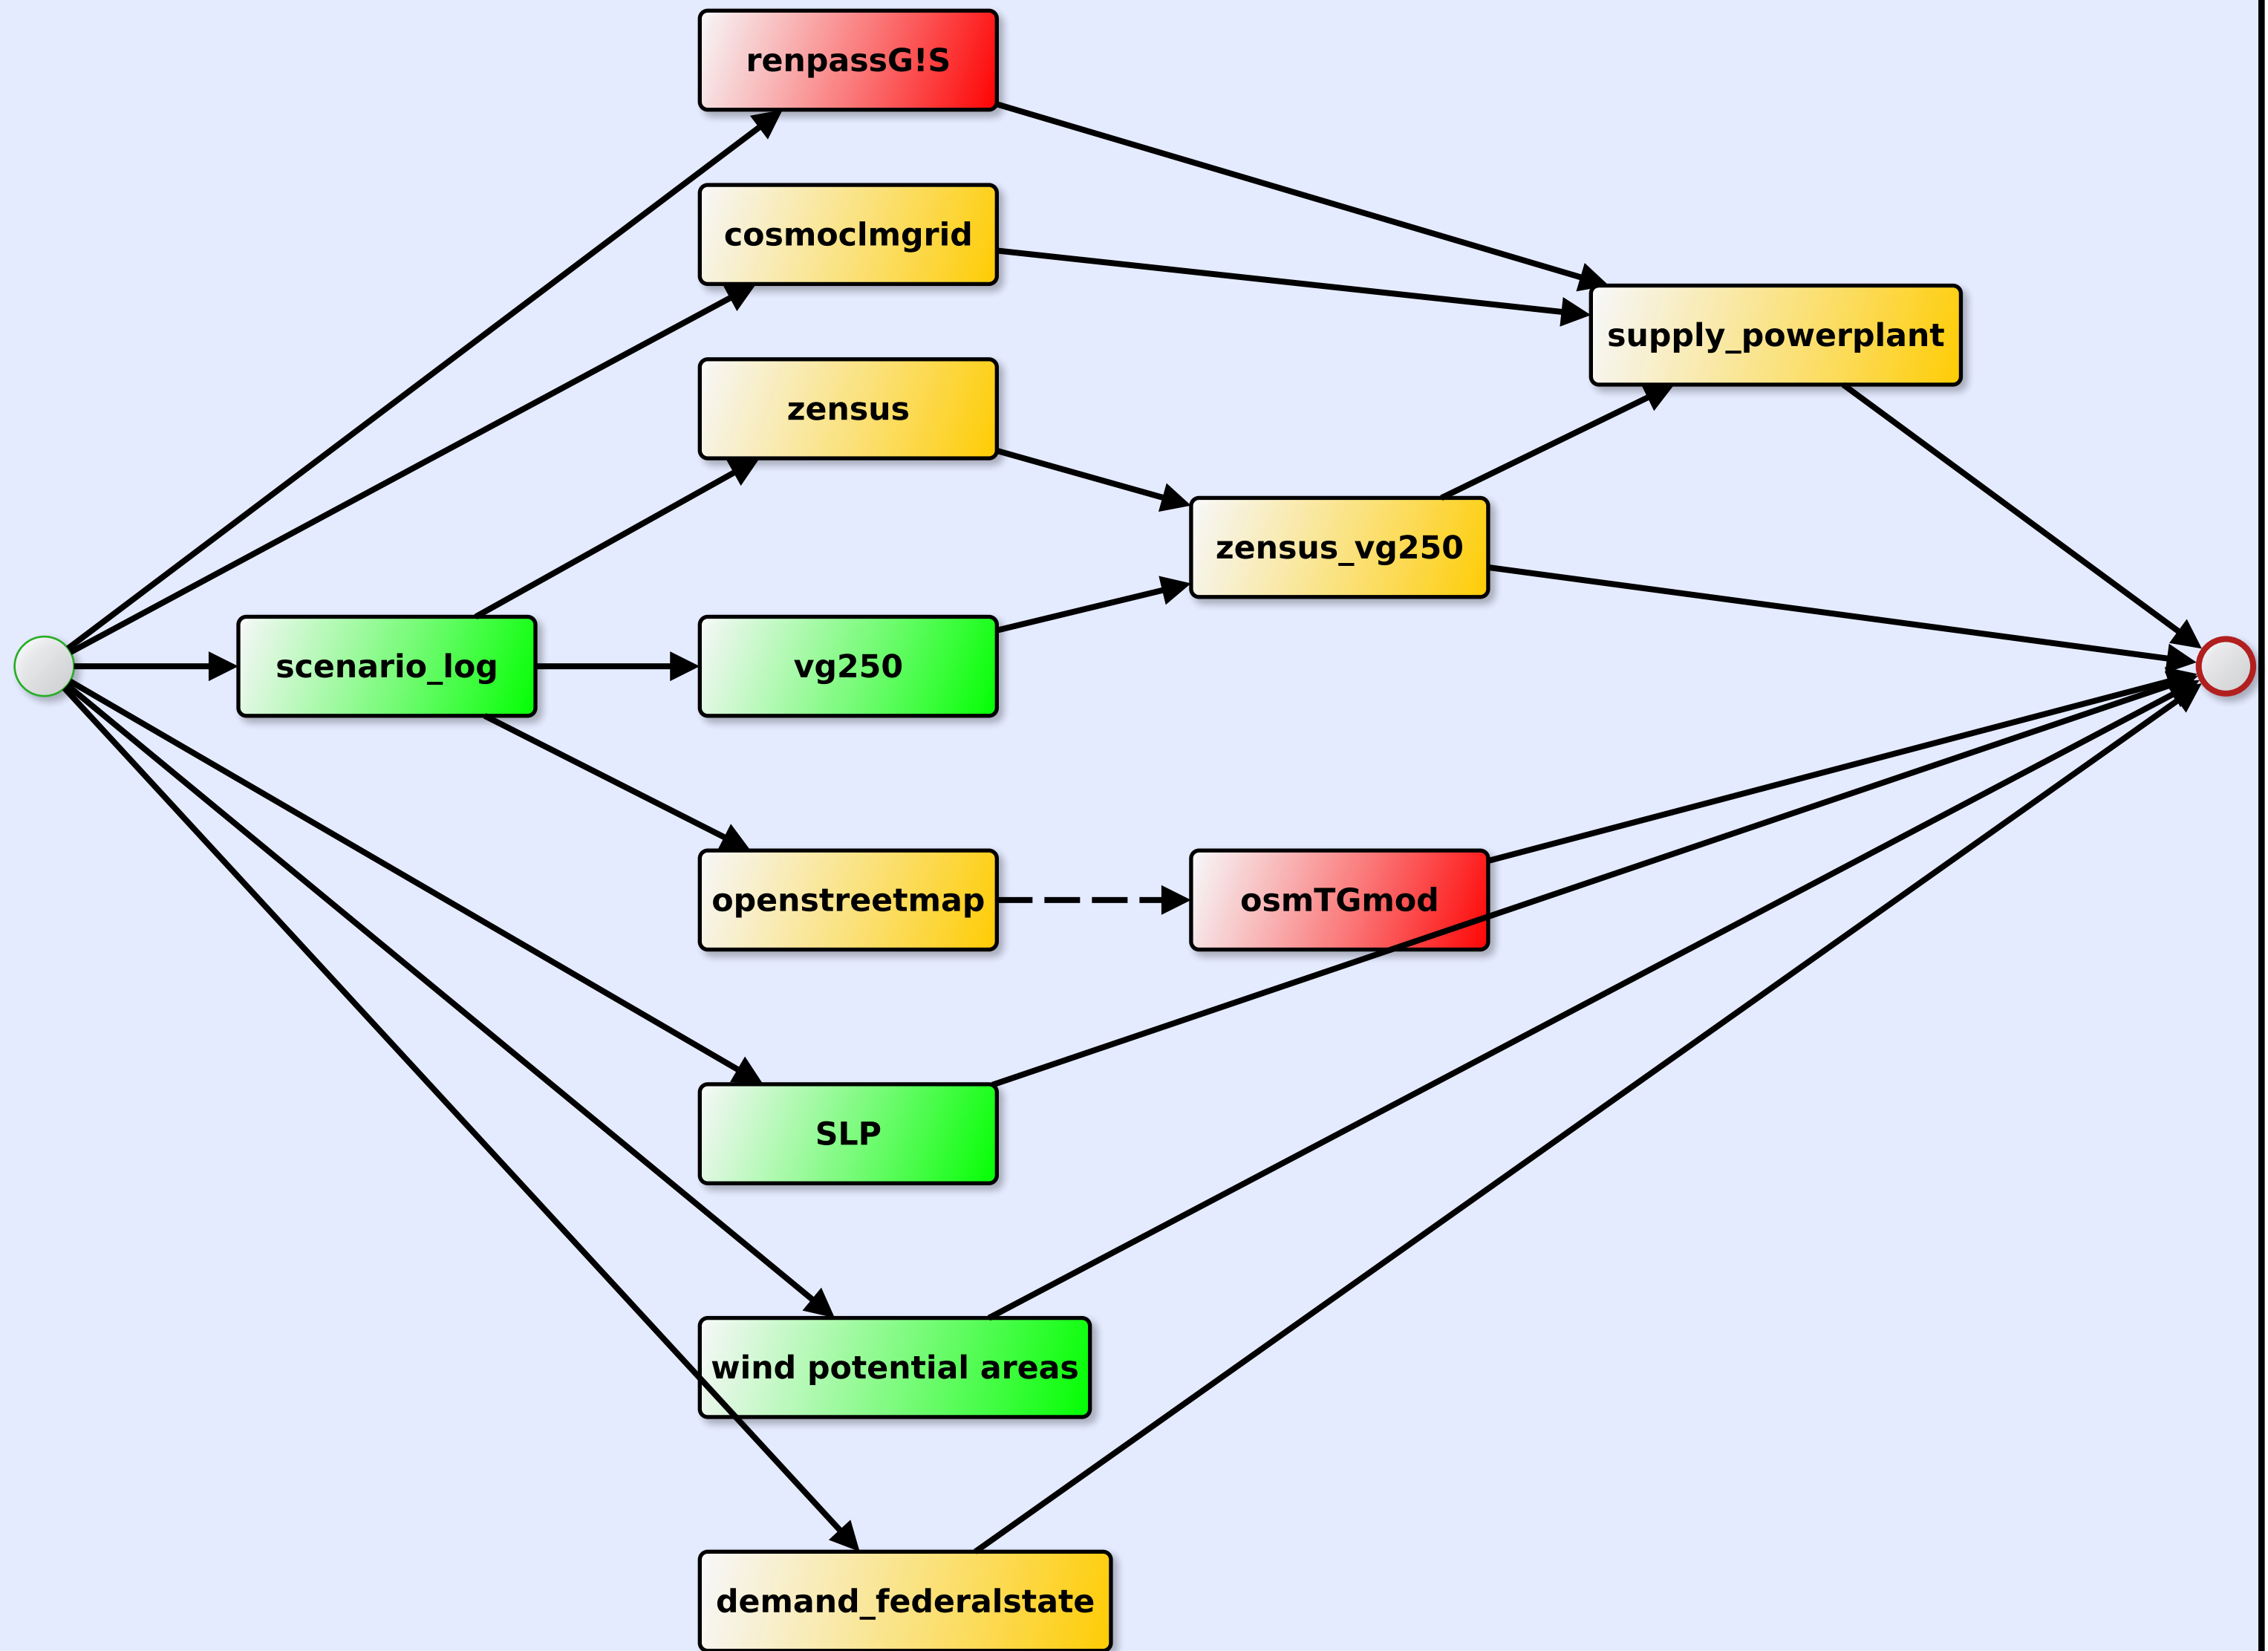 renpassG!S
cosmoclmgrid
supply_powerplant
zensus
zensus_vg250
scenario_log
vg250
openstreetmap
osmTGmod
SLP
wind potential areas
demand_federalstate